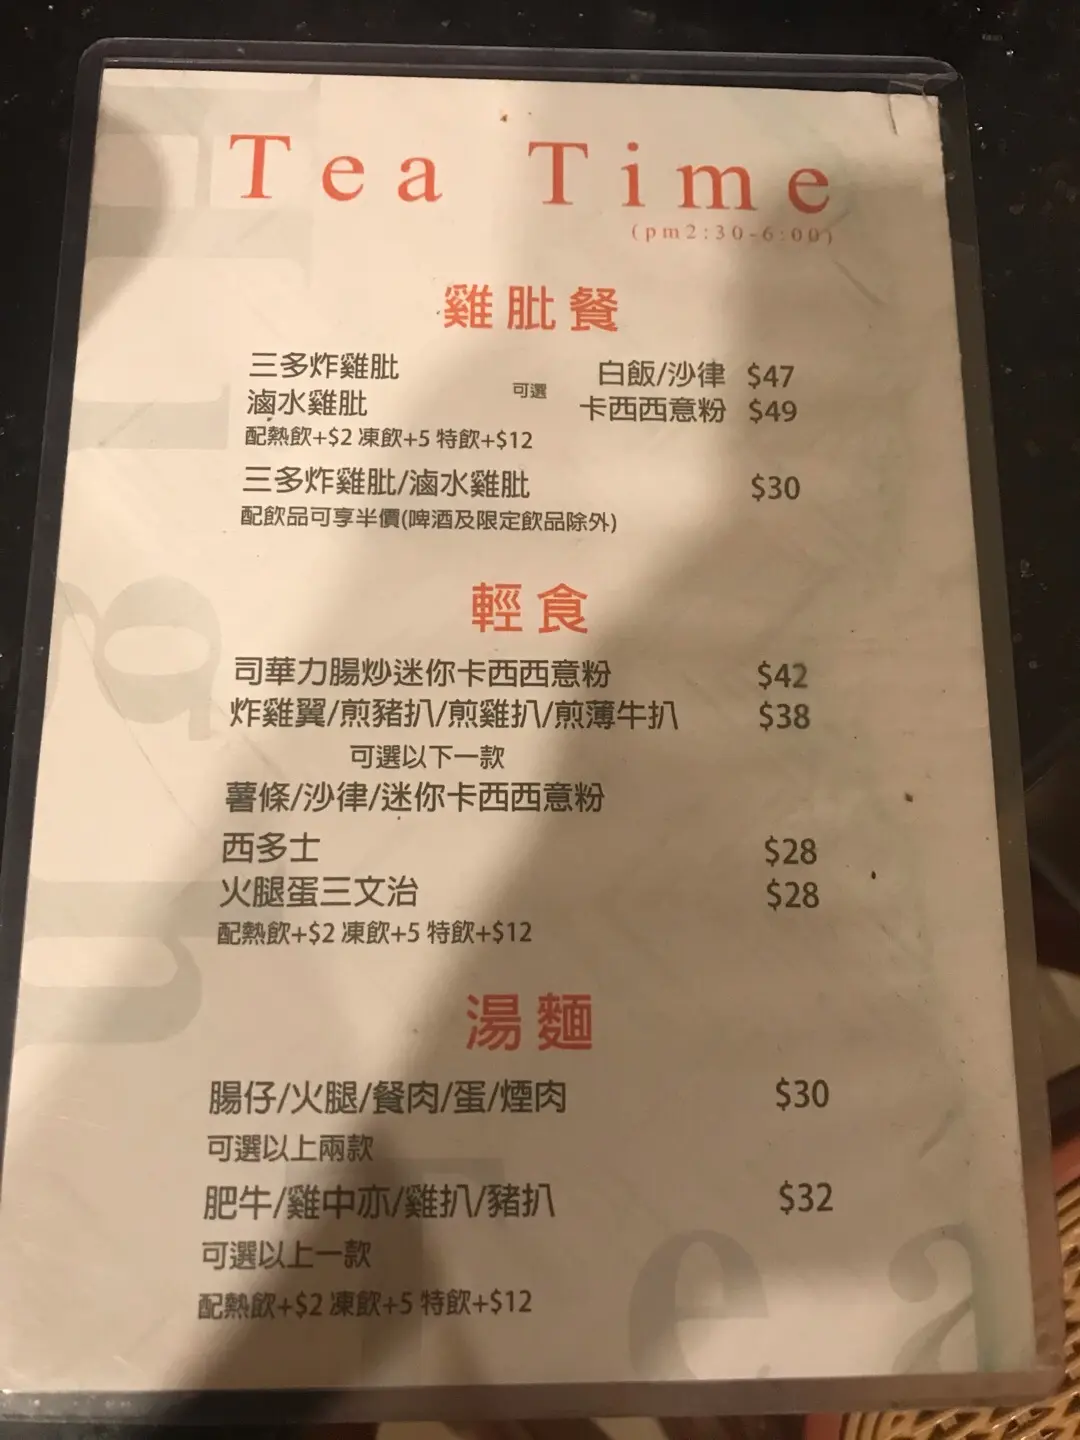 Tea Time
(pm2:30-6:00)
雞肶餐
三多炸雞肶
滷水雞肶
可選
白飯/沙律 $47
卡西西意粉 $49
配熱飲+$2 凍飲+5 特飲+$12
三多炸雞肶/滷水雞肶 $30
配飲品可享半價(啤酒及限定飲品除外)
輕食
司華力腸炒迷你卡西西意粉 $42
炸雞翼/煎豬扒/煎雞扒/煎薄牛扒 $38
可選以下一款
薯條/沙律/迷你卡西西意粉
西多士 $28
火腿蛋三文治 $28
配熱飲+$2 凍飲+5 特飲+$12
湯麵
腸仔/火腿/餐肉/蛋/煙肉 $30
可選以上兩款
肥牛/雞中亦/雞扒/豬扒 $32
可選以上一款
配熱飲+$2 凍飲+5 特飲+$12